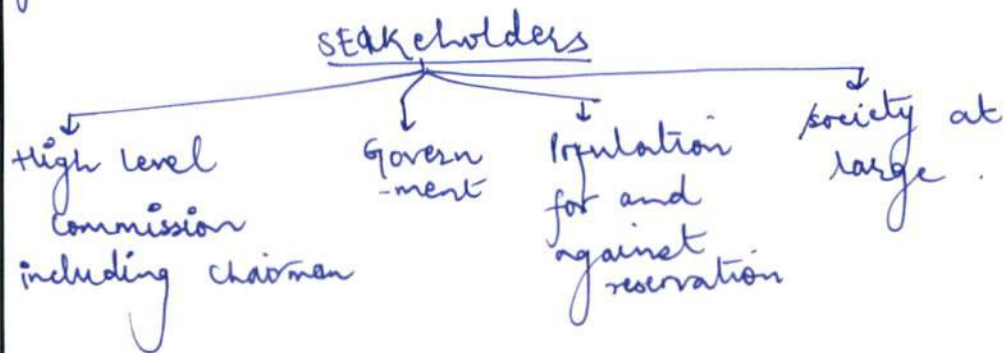 Stakeholders
High level
Commission
including chairman
Govern
-ment
Population
for and
against
reservation
society at
large.